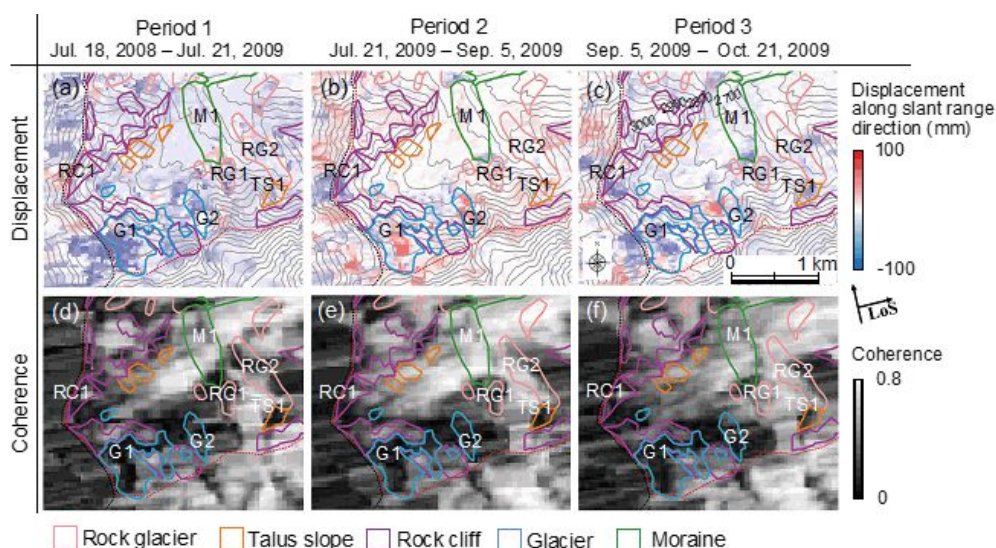 Period 1
Jul. 18, 2008 – Jul. 21, 2009
Period 2
Jul. 21, 2009 – Sep. 5, 2009
Period 3
Sep. 5, 2009 – Oct. 21, 2009
Displacement
(a)
M1
RC1
RG1
RG2
TS1
G1
G2
(b)
M1
RG2
RG1
TS1
G1
G2
(c)
3000
2700
M1
RG2
RC1
RG1
TS1
G1
G2
N
0 1 km
Displacement
along slant range
direction (mm)
100
-100
LoS
Coherence
(d)
M1
RG2
RC1
RG1
TS1
G1
G2
(e)
M1
RG2
RG1
TS1
G1
G2
(f)
M1
RG2
RC1
RG1
TS1
G1
G2
Coherence
0.8
0
Rock glacier
Talus slope
Rock cliff
Glacier
Moraine